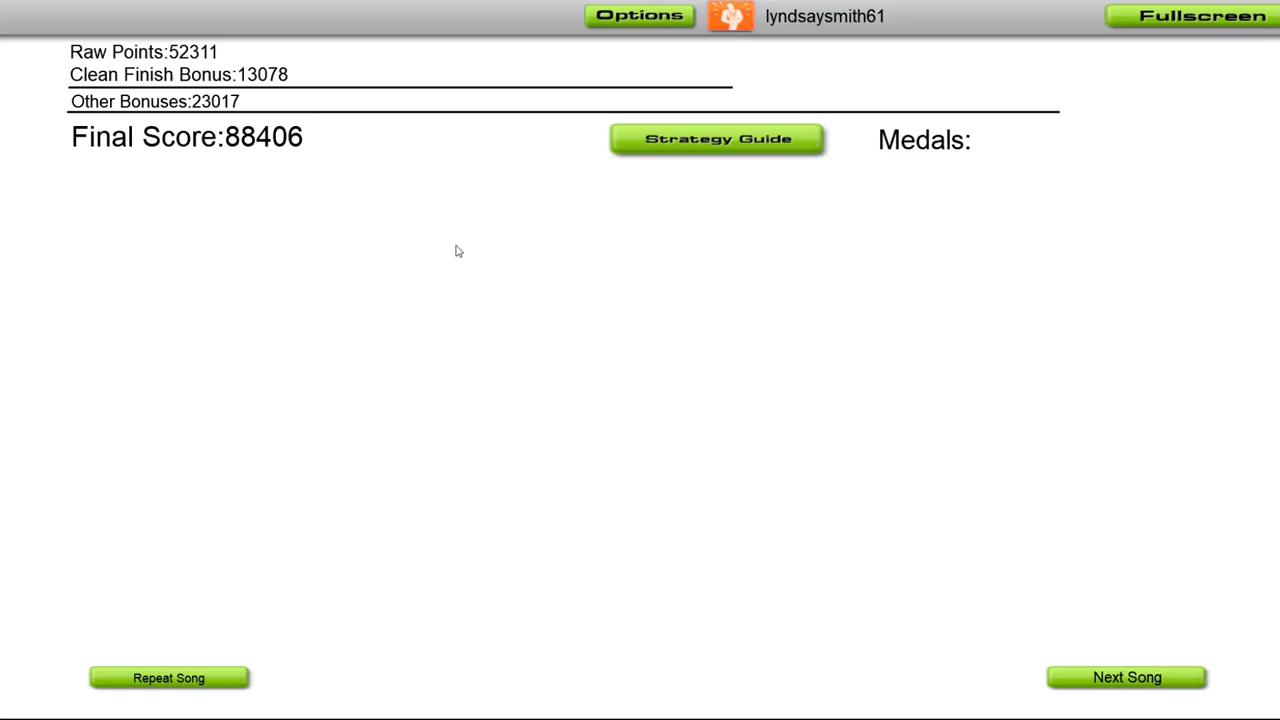 Options
lyndsaysmith61
Fullscreen
Raw Points:52311
Clean Finish Bonus:13078
Other Bonuses:23017
Final Score:88406
Strategy Guide
Medals:
Repeat Song
Next Song